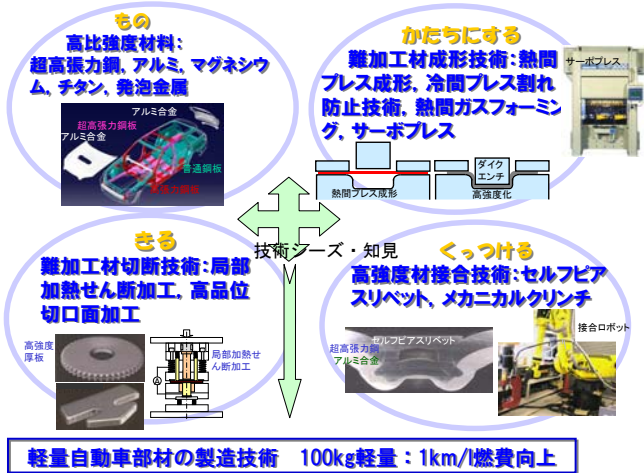 もの
高比強度材料：
超高張力鋼，アルミ，マグネシウ
ム，チタン，発泡金属
アルミ合金
超高張力鋼板
アルミ合金
普通鋼板
高張力鋼板
かたちにする
難加工材成形技術：熱間
プレス成形，冷間プレス割れ
防止技術，熱間ガスフォーミン
グ，サーボプレス
サーボプレス
ダイク
エンチ
熱間プレス成形
高強度化
技術シーズ・知見
きる
難加工材切断技術：局部
加熱せん断加工，高品位
切口面加工
高強度
厚板
局部加熱せ
ん断加工
A
くっつける
高強度材接合技術：セルフピア
スリベット，メカニカルクリンチ
セルフピアスリベット
超高張力鋼
アルミ合金
接合ロボット
軽量自動車部材の製造技術　100kg軽量：1km/l燃費向上